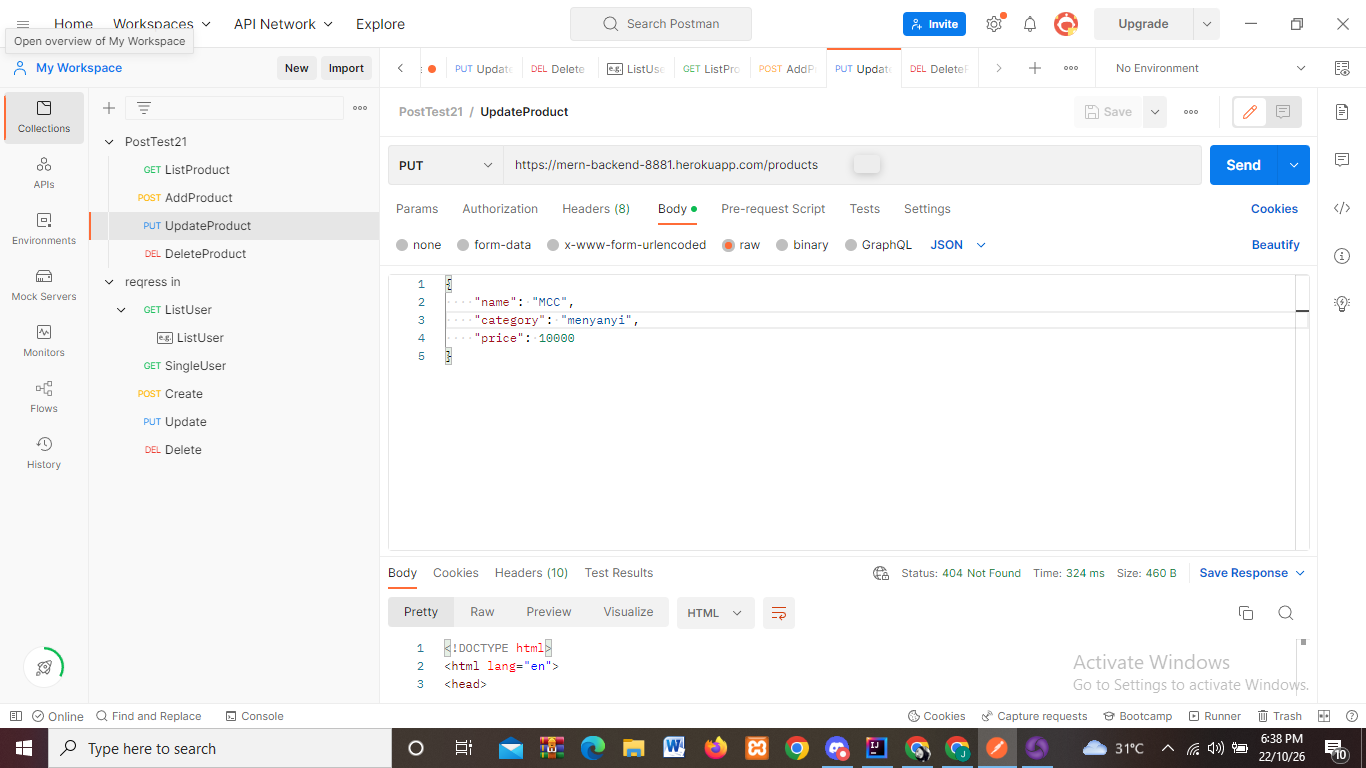 Home Workspaces API Network Explore Search Postman Invite Upgrade
Open overview of My Workspace
My Workspace New Import
PUT Update DEL Delete e.g. ListUse GET ListPro POST AddP PUT Updat DEL DeleteP No Environment
Collections
APIs
Environments
Mock Servers
Monitors
Flows
History
PostTest21
GET ListProduct
POST AddProduct
PUT UpdateProduct
DEL DeleteProduct
reqress in
GET ListUser
e.g. ListUser
GET SingleUser
POST Create
PUT Update
DEL Delete
PostTest21 / UpdateProduct Save
PUT https://mern-backend-8881.herokuapp.com/products Send
Params Authorization Headers (8) Body Pre-request Script Tests Settings Cookies
none form-data x-www-form-urlencoded raw binary GraphQL JSON Beautify
1 {
2 "name": "MCC",
3 "category": "menyanyi",
4 "price": 10000
5 }
Body Cookies Headers (10) Test Results Status: 404 Not Found Time: 324 ms Size: 460 B Save Response
Pretty Raw Preview Visualize HTML
1 <!DOCTYPE html>
2 <html lang="en">
3 <head>
Activate Windows
Go to Settings to activate Windows.
Online Find and Replace Console Cookies Capture requests Bootcamp Runner Trash
Type here to search 31°C 6:38 PM
22/10/26
10